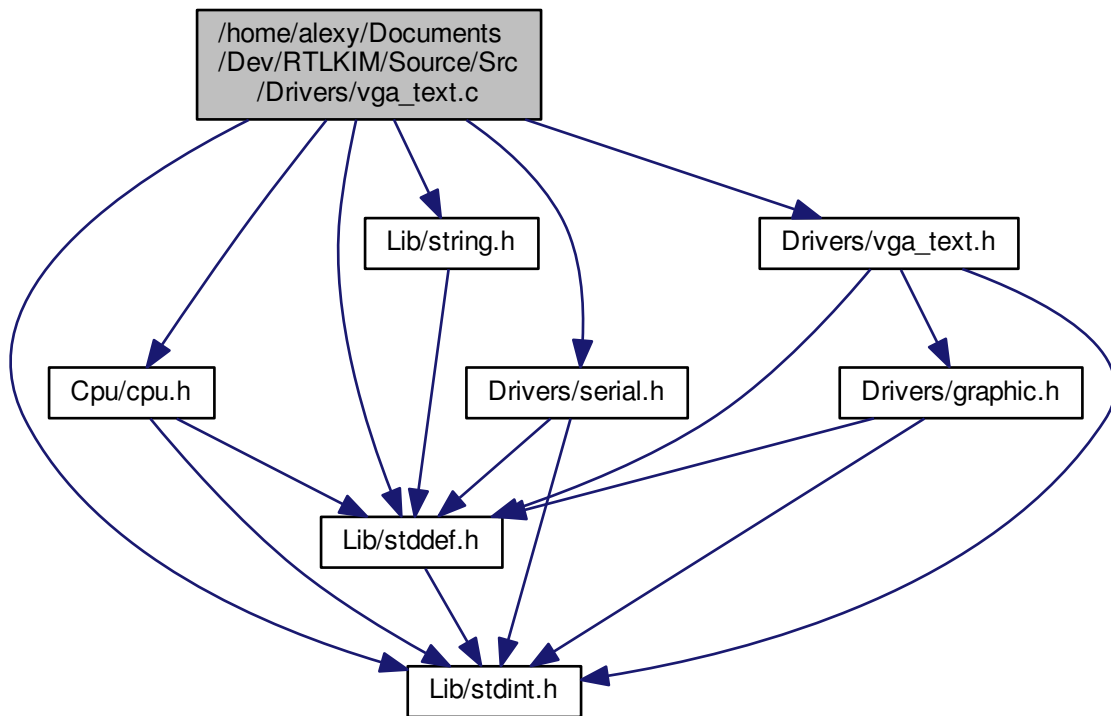 /home/alexy/Documents
/Dev/RTLKIM/Source/Src
/Drivers/vga_text.c
Lib/string.h
Drivers/vga_text.h
Cpu/cpu.h
Drivers/serial.h
Drivers/graphic.h
Lib/stddef.h
Lib/stdint.h